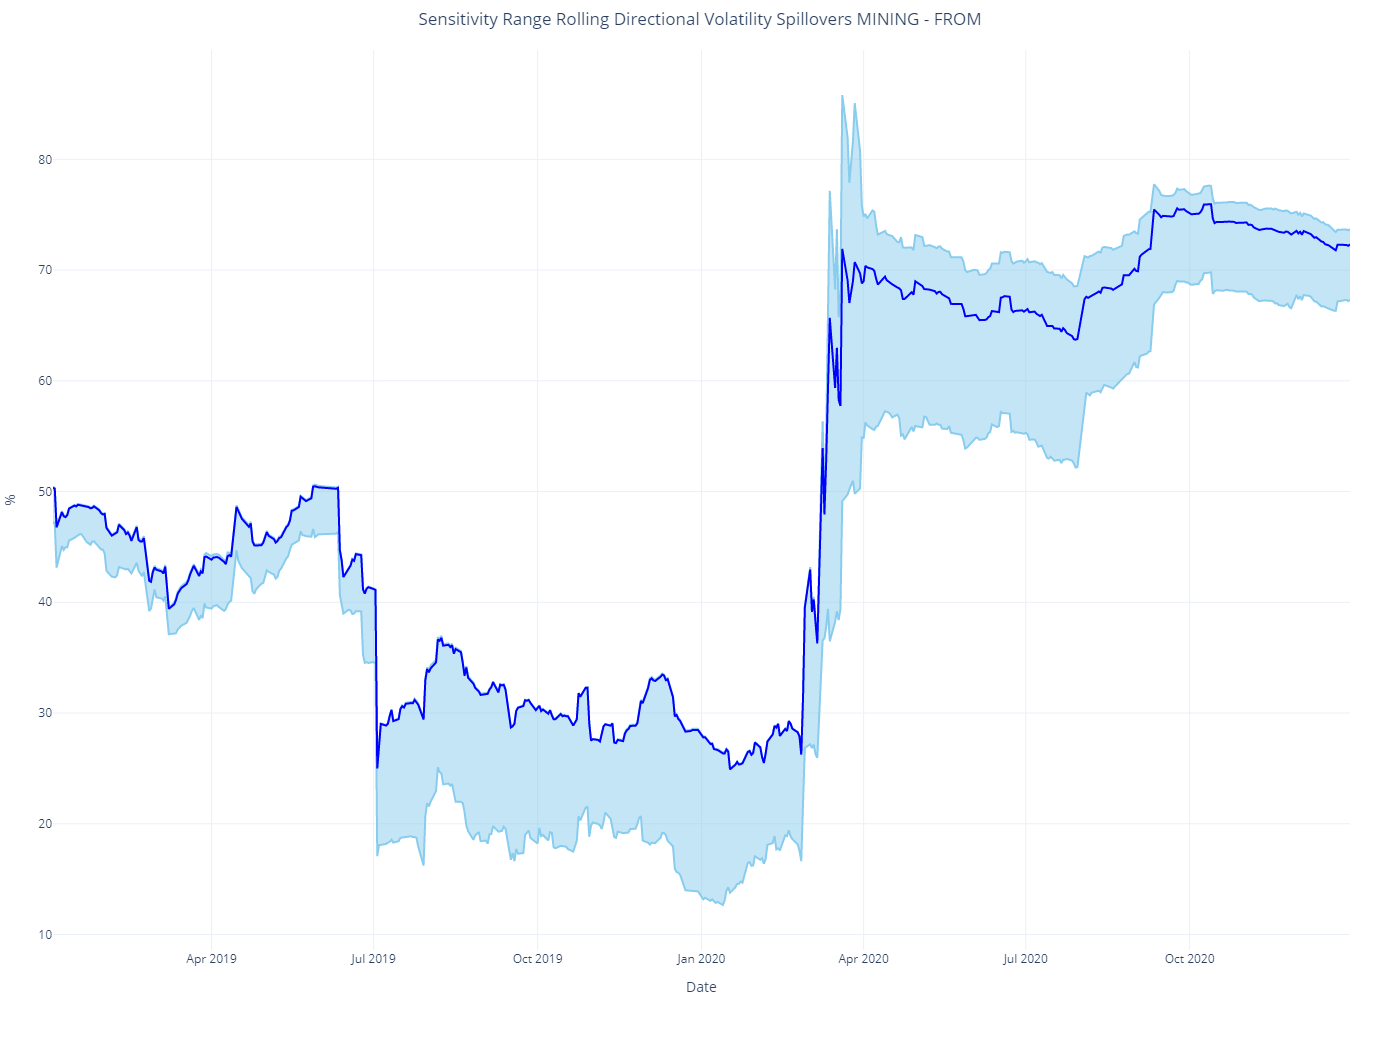 Sensitivity Range Rolling Directional Volatility Spillovers MINING - FROM
80
70
60
50
40
30
20
10
%
Apr 2019
Jul 2019
Oct 2019
Jan 2020
Apr 2020
Jul 2020
Oct 2020
Date